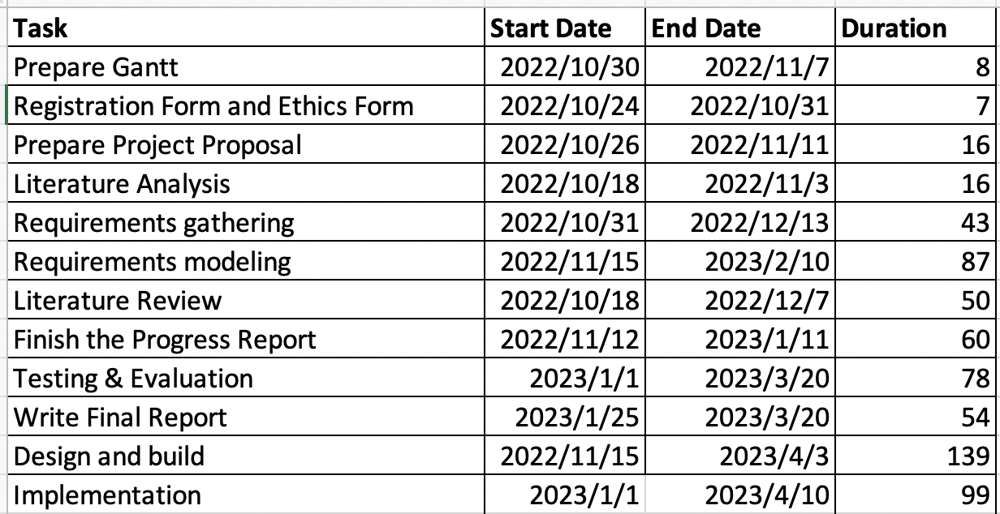 Task Start Date End Date Duration
Prepare Gantt 2022/10/30 2022/11/7 8
Registration Form and Ethics Form 2022/10/24 2022/10/31 7
Prepare Project Proposal 2022/10/26 2022/11/11 16
Literature Analysis 2022/10/18 2022/11/3 16
Requirements gathering 2022/10/31 2022/12/13 43
Requirements modeling 2022/11/15 2023/2/10 87
Literature Review 2022/10/18 2022/12/7 50
Finish the Progress Report 2022/11/12 2023/1/11 60
Testing & Evaluation 2023/1/1 2023/3/20 78
Write Final Report 2023/1/25 2023/3/20 54
Design and build 2022/11/15 2023/4/3 139
Implementation 2023/1/1 2023/4/10 99